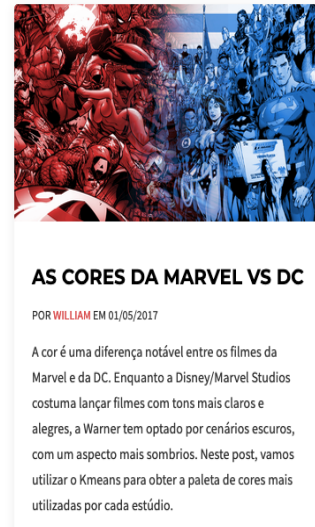 AS CORES DA MARVEL VS DC
POR WILLIAM EM 01/05/2017
A cor é uma diferença notável entre os filmes da
Marvel e da DC. Enquanto a Disney/Marvel Studios
costuma lançar filmes com tons mais claros e
alegres, a Warner tem optado por cenários escuros,
com um aspecto mais sombrios. Neste post, vamos
utilizar o Kmeans para obter a paleta de cores mais
utilizadas por cada estúdio.